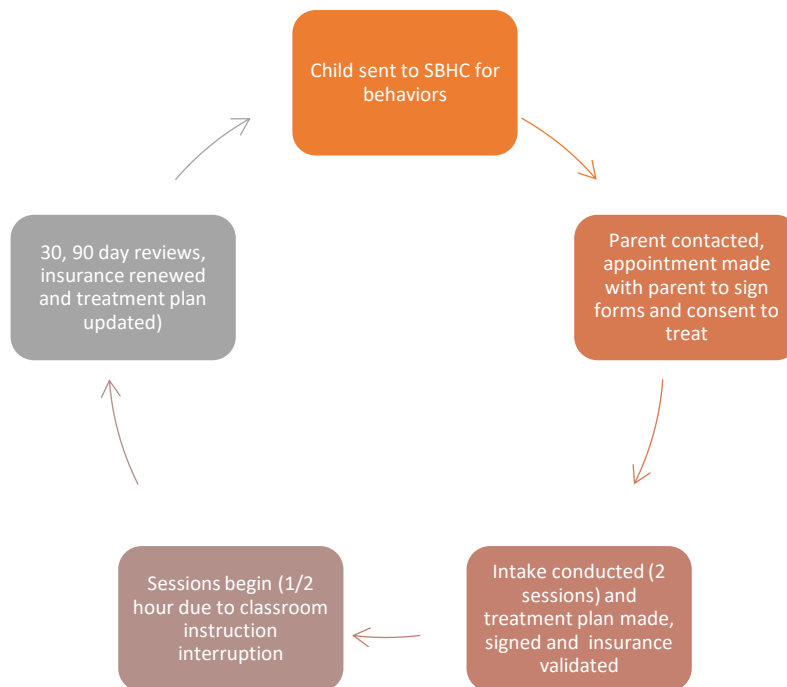 Child sent to SBHC for
behaviors
Parent contacted,
appointment made
with parent to sign
forms and consent to
treat
Intake conducted (2
sessions) and
treatment plan made,
signed and  insurance
validated
Sessions begin (1/2
hour due to classroom
instruction
interruption
30, 90 day reviews,
insurance renewed
and treatment plan
updated)